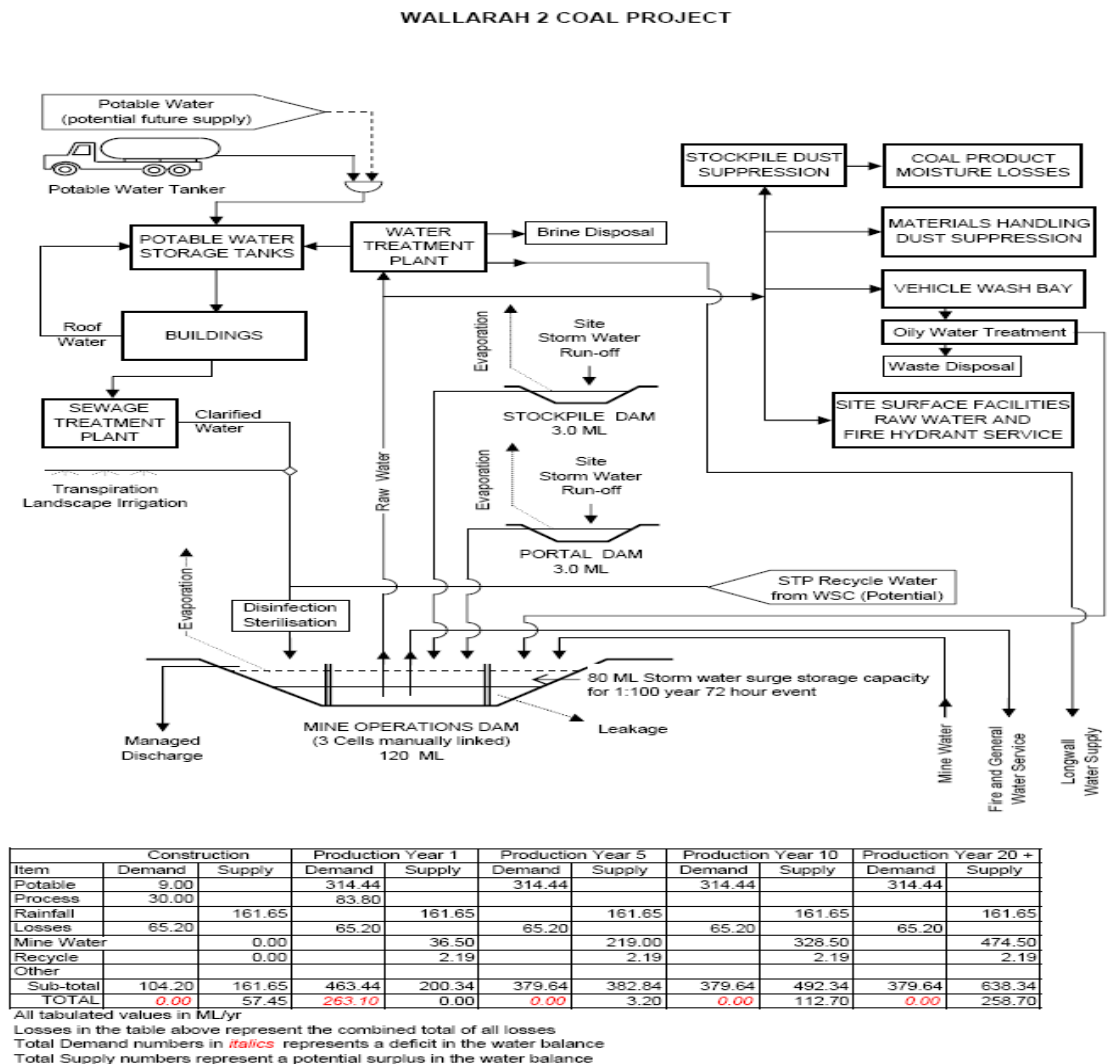 WALLARAH 2 COAL PROJECT
Potable Water
(potential future supply)
Potable Water Tanker
POTABLE WATER
STORAGE TANKS
WATER
TREATMENT
PLANT
Brine Disposal
STOCKPILE DUST
SUPPRESSION
COAL PRODUCT
MOISTURE LOSSES
MATERIALS HANDLING
DUST SUPPRESSION
VEHICLE WASH BAY
Oily Water Treatment
Waste Disposal
SITE SURFACE FACILITIES
RAW WATER AND
FIRE HYDRANT SERVICE
Roof
Water
BUILDINGS
SEWAGE
TREATMENT
PLANT
Clarified
Water
Transpiration
Landscape Irrigation
Raw Water
Evaporation
Site
Storm Water
Run-off
STOCKPILE DAM
3.0 ML
Evaporation
Site
Storm Water
Run-off
PORTAL DAM
3.0 ML
STP Recycle Water
from WSC (Potential)
Evaporation
Disinfection
Sterilisation
80 ML Storm water surge storage capacity
for 1:100 year 72 hour event
Leakage
MINE OPERATIONS DAM
(3 Cells manually linked)
120 ML
Managed
Discharge
Mine Water
Fire and General
Water Service
Longwall
Water Supply
Construction Production Year 1 Production Year 5 Production Year 10 Production Year 20 +
Item Demand Supply Demand Supply Demand Supply Demand Supply Demand Supply
Potable 9.00 314.44 314.44 314.44 314.44
Process 30.00 83.80
Rainfall 161.65 161.65 161.65 161.65 161.65
Losses 65.20 65.20 65.20 65.20 65.20
Mine Water 0.00 36.50 219.00 328.50 474.50
Recycle 0.00 2.19 2.19 2.19 2.19
Other
Sub-total 104.20 161.65 463.44 200.34 379.64 382.84 379.64 492.34 379.64 638.34
TOTAL 0.00 57.45 263.10 0.00 0.00 3.20 0.00 112.70 0.00 258.70
All tabulated values in ML/yr
Losses in the table above represent the combined total of all losses
Total Demand numbers in italics represents a deficit in the water balance
Total Supply numbers represent a potential surplus in the water balance